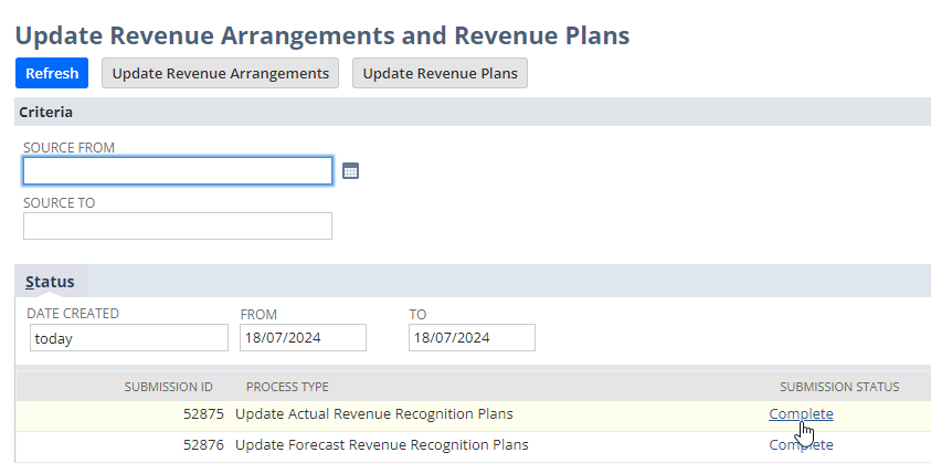 Update Revenue Arrangements and Revenue Plans
Refresh Update Revenue Arrangements Update Revenue Plans
Criteria
SOURCE FROM
SOURCE TO
Status
DATE CREATED FROM TO
today 18/07/2024 18/07/2024
SUBMISSION ID PROCESS TYPE SUBMISSION STATUS
52875 Update Actual Revenue Recognition Plans Complete
52876 Update Forecast Revenue Recognition Plans Complete